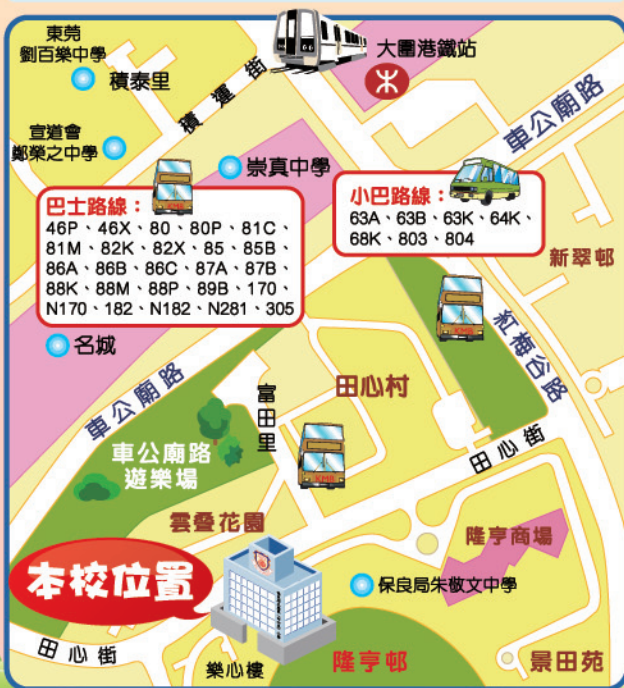 東莞
劉百樂中學
積泰里
積運街
大圍港鐵站
車公廟路
宣道會
鄭榮之中學
崇真中學
巴士路線：
46P、46X、80、80P、81C、
81M、82K、82X、85、85B、
86A、86B、86C、87A、87B、
88K、88M、88P、89B、170、
N170、182、N182、N281、305
小巴路線：
63A、63B、63K、64K、
68K、803、804
新翠邨
名城
車公廟路
富田里
田心村
紅梅谷路
KMB
田心街
車公廟路
遊樂場
KMB
雲疊花園
隆亨商場
本校位置
保良局朱敬文中學
田心街
樂心樓
隆亨邨
景田苑